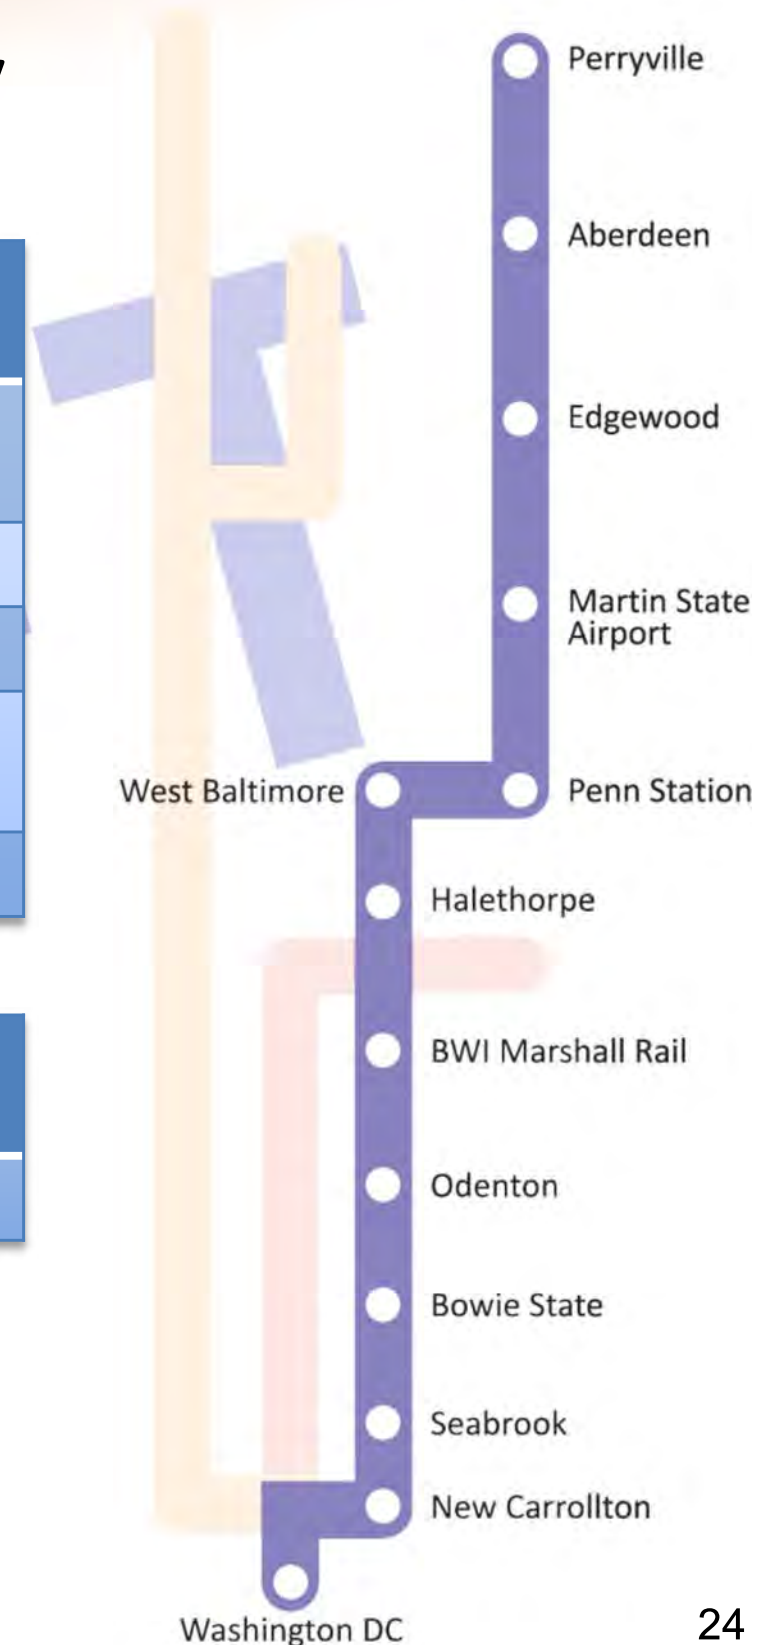 Perryville
Aberdeen
Edgewood
Martin State
Airport
West Baltimore
Penn Station
Halethorpe
BWI Marshall Rail
Odenton
Bowie State
Seabrook
New Carrollton
Washington DC
24